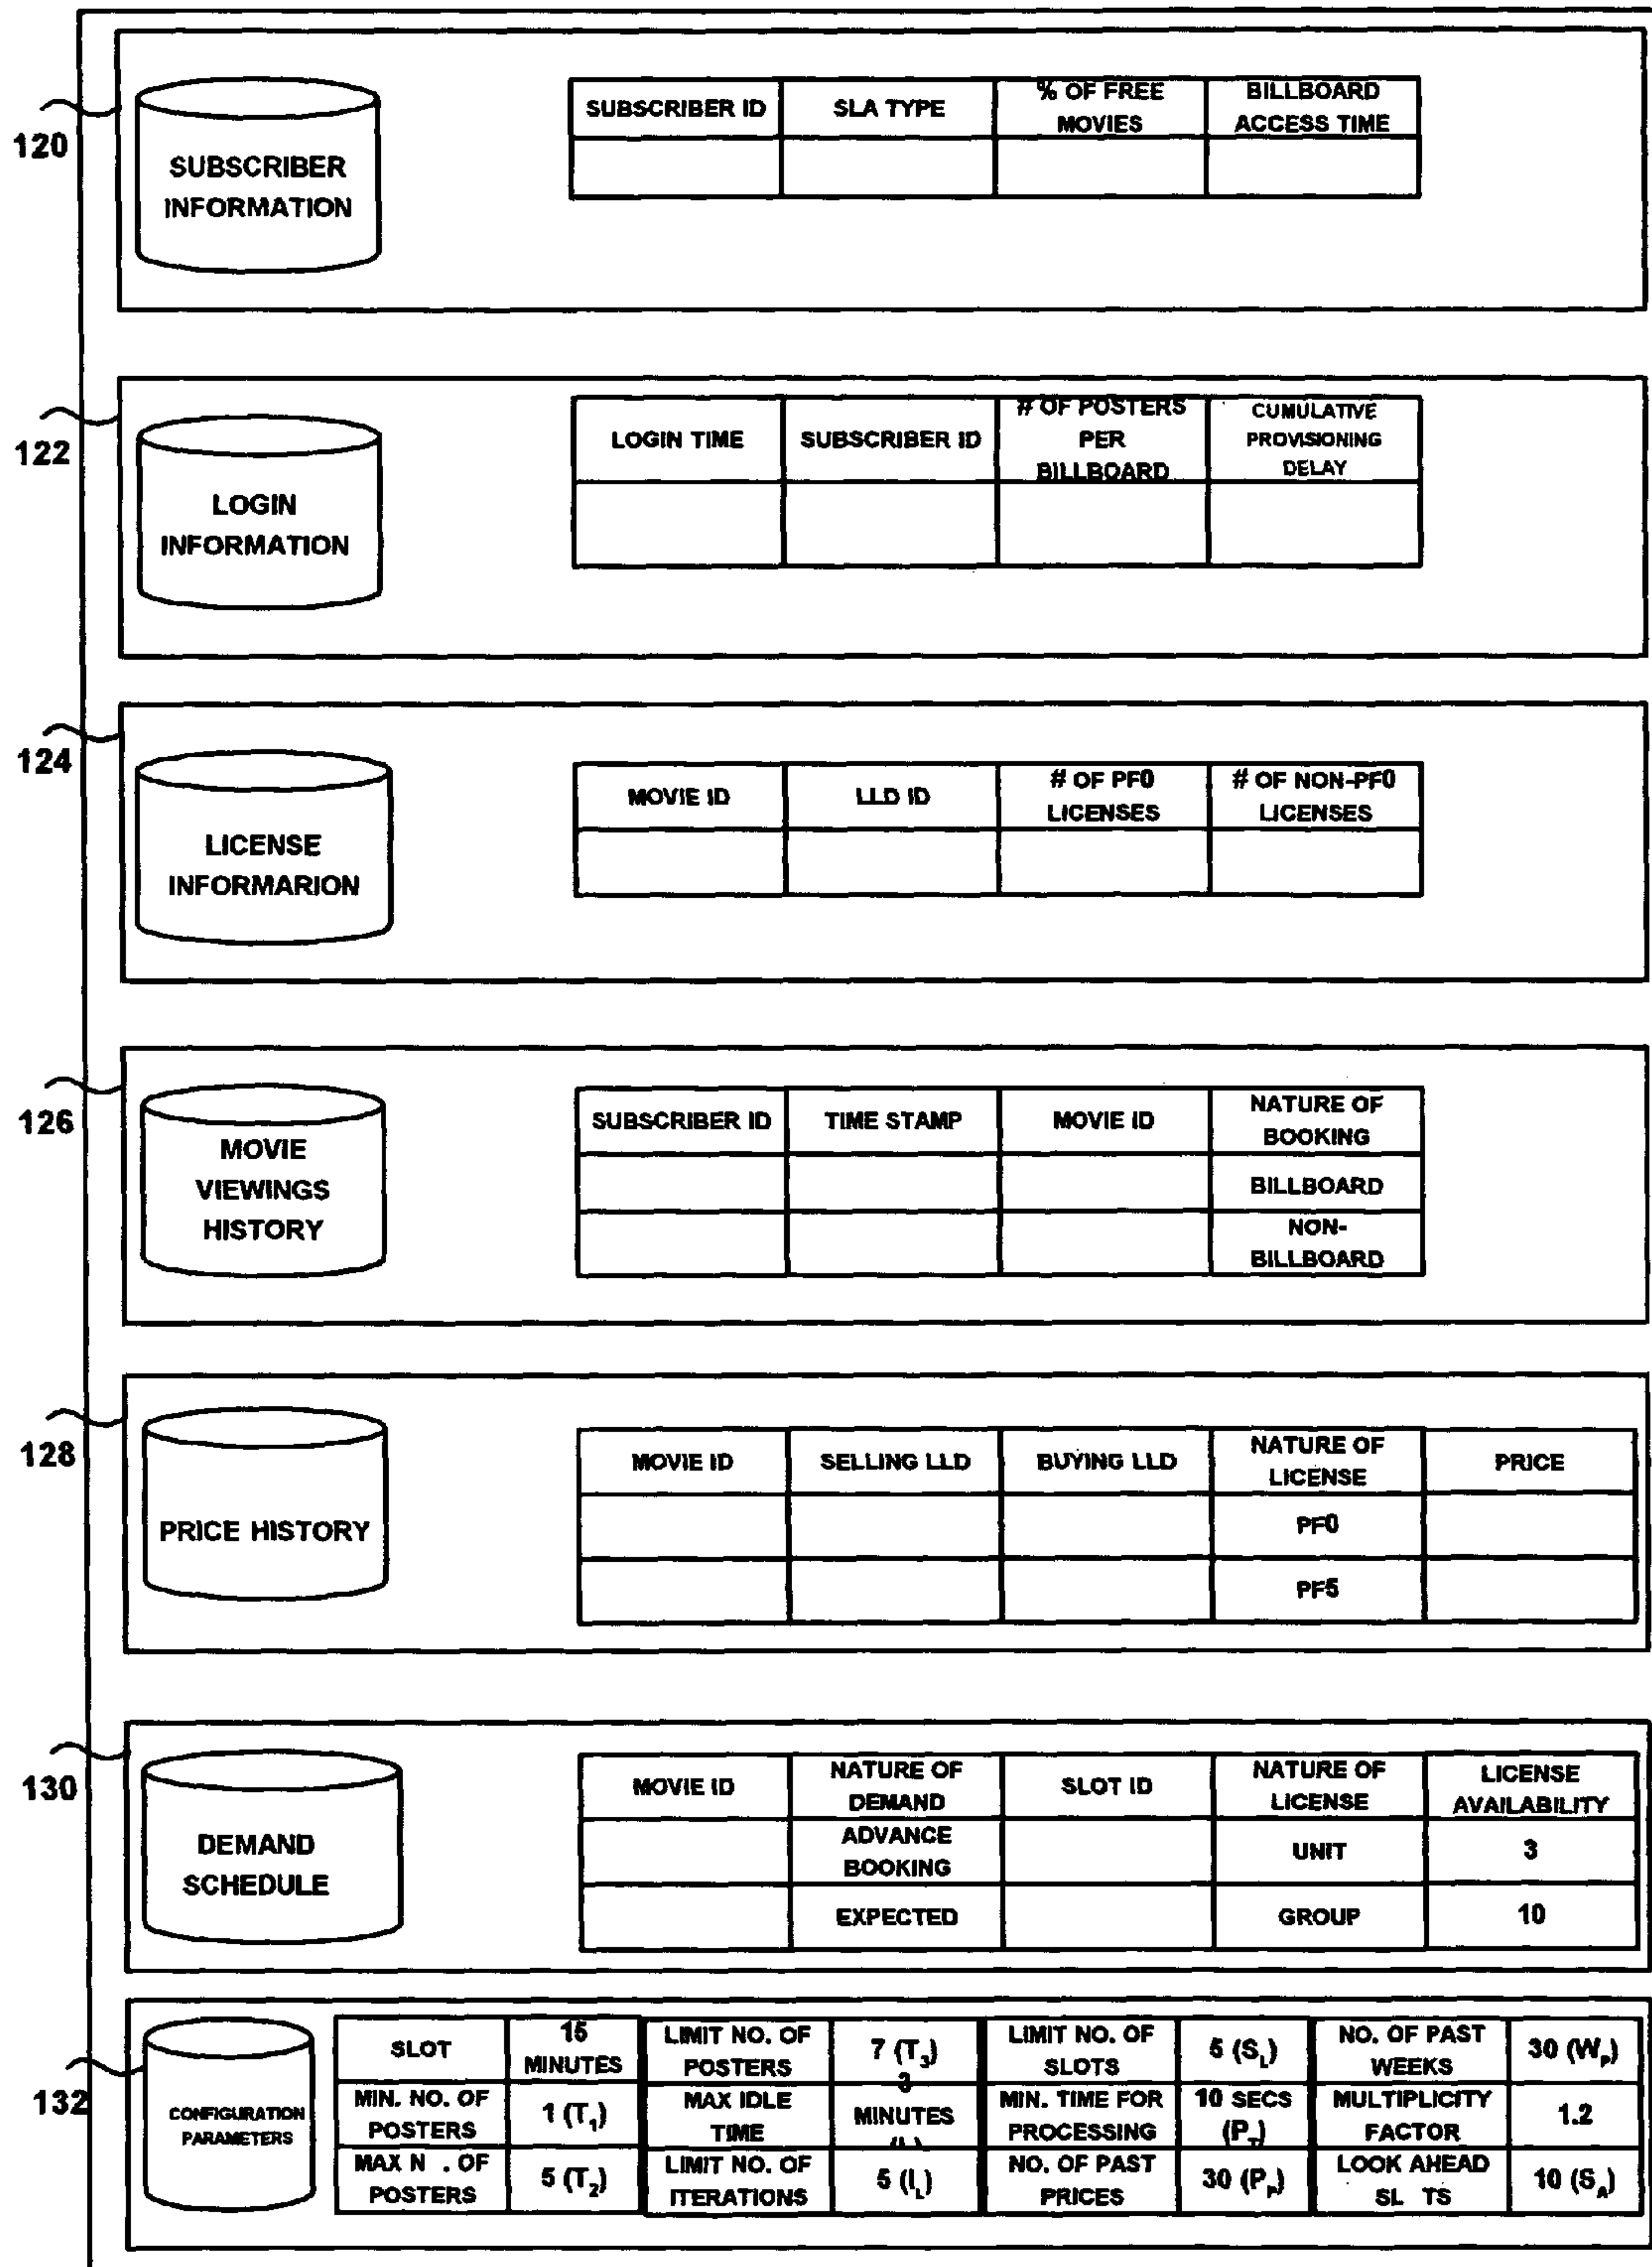 120
SUBSCRIBER
INFORMATION
SUBSCRIBER ID
SLA TYPE
% OF FREE
MOVIES
BILLBOARD
ACCESS TIME
122
LOGIN
INFORMATION
LOGIN TIME
SUBSCRIBER ID
# OF POSTERS
PER
BILLBOARD
CUMULATIVE
PROVISIONING
DELAY
124
LICENSE
INFORMARION
MOVIE ID
LLD ID
# OF PF0
LICENSES
# OF NON-PF0
LICENSES
126
MOVIE
VIEWINGS
HISTORY
SUBSCRIBER ID
TIME STAMP
MOVIE ID
NATURE OF
BOOKING
BILLBOARD
NON-
BILLBOARD
128
PRICE HISTORY
MOVIE ID
SELLING LLD
BUYING LLD
NATURE OF
LICENSE
PRICE
PF0
PF5
130
DEMAND
SCHEDULE
MOVIE ID
NATURE OF
DEMAND
SLOT ID
NATURE OF
LICENSE
LICENSE
AVAILABILITY
ADVANCE
BOOKING
UNIT
3
EXPECTED
GROUP
10
132
CONFIGURATION
PARAMETERS
SLOT
15
MINUTES
LIMIT NO. OF
POSTERS
7 (T3)
LIMIT NO. OF
SLOTS
5 (SL)
NO. OF PAST
WEEKS
30 (WP)
MIN. NO. OF
POSTERS
1 (T1)
MAX IDLE
TIME
MINUTES
MIN. TIME FOR
PROCESSING
10 SECS
(PT)
MULTIPLICITY
FACTOR
1.2
MAX N . OF
POSTERS
5 (T2)
LIMIT NO. OF
ITERATIONS
5 (IL)
NO. OF PAST
PRICES
30 (PP)
LOOK AHEAD
SL TS
10 (SA)